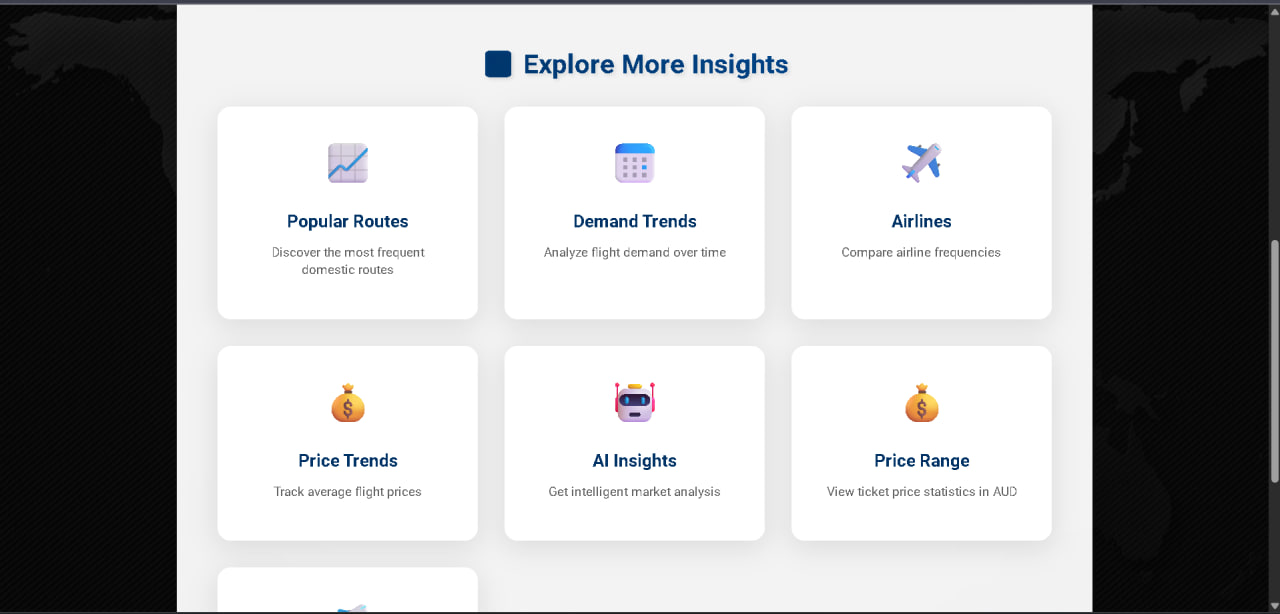 Explore More Insights
Popular Routes
Discover the most frequent
domestic routes
Demand Trends
Analyze flight demand over time
Airlines
Compare airline frequencies
Price Trends
Track average flight prices
AI Insights
Get intelligent market analysis
Price Range
View ticket price statistics in AUD